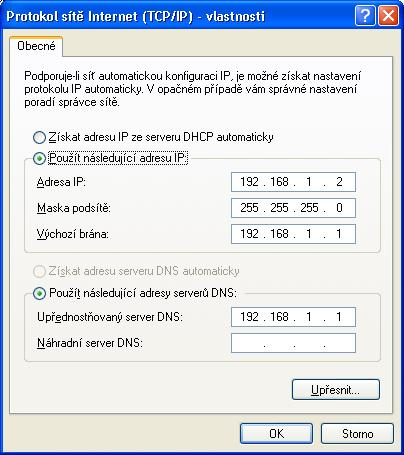 Protokol sítě Internet (TCP/IP) - vlastnosti
Obecné
Podporuje-li síť automatickou konfiguraci IP, je možné získat nastavení
protokolu IP automaticky. V opačném případě vám správné nastavení
poradí správce sítě.
Získat adresu IP ze serveru DHCP automaticky
Použít následující adresu IP:
Adresa IP: 192 . 168 . 1 . 2
Maska podsítě: 255 . 255 . 255 . 0
Výchozí brána: 192 . 168 . 1 . 1
Získat adresu serveru DNS automaticky
Použít následující adresy serverů DNS:
Upřednostňovaný server DNS: 192 . 168 . 1 . 1
Náhradní server DNS: . . .
Upřesnit...
OK Storno